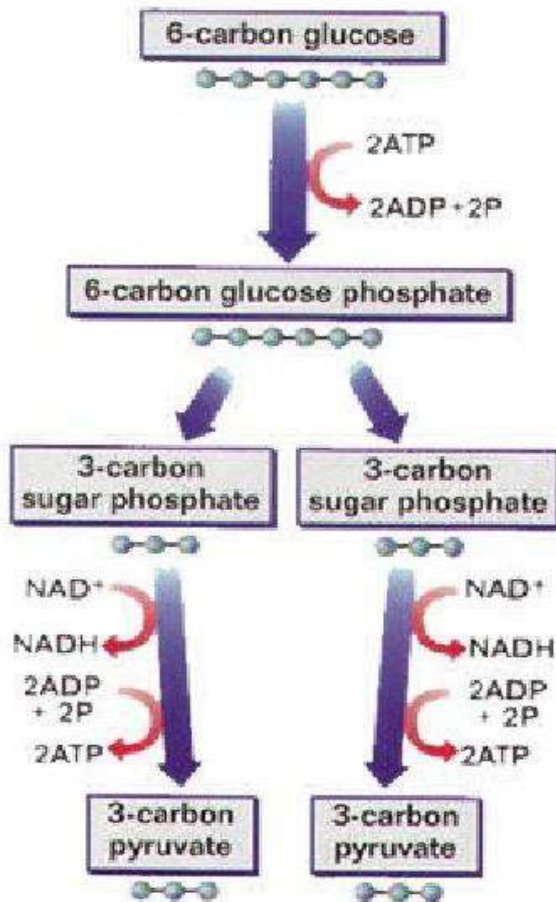 6-carbon glucose
2ATP
2ADP + 2P
6-carbon glucose phosphate
3-carbon
sugar phosphate
3-carbon
sugar phosphate
NAD⁺
NADH
2ADP
+ 2P
2ATP
NAD⁺
NADH
2ADP
+ 2P
2ATP
3-carbon
pyruvate
3-carbon
pyruvate